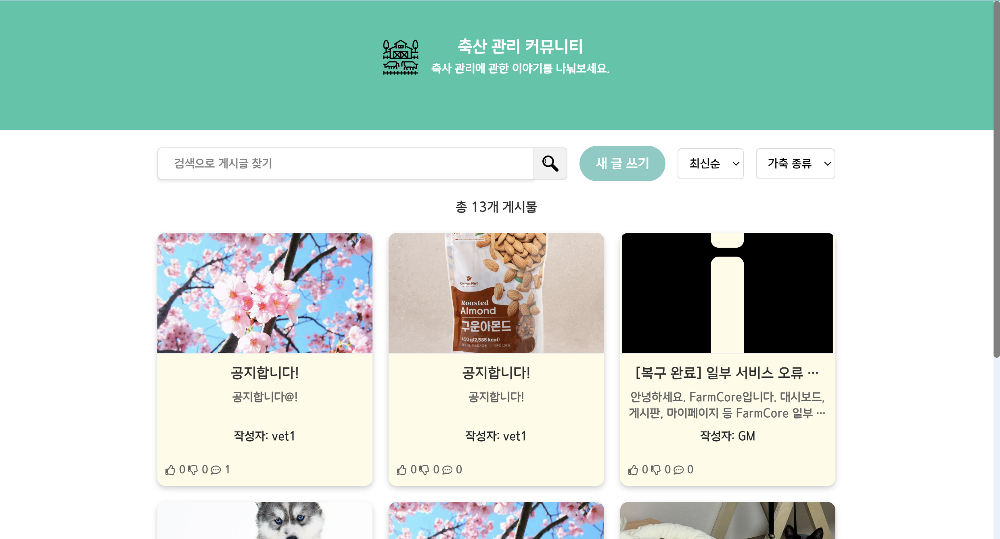 축산 관리 커뮤니티
축사 관리에 관한 이야기를 나눠보세요.
검색으로 게시글 찾기
새 글 쓰기
최신순
가축 종류
총 13개 게시물
Green Nut
Roasted
Almond
구운아몬드
450 g(2,585 kcal)
공지합니다!
공지합니다@!
작성자: vet1
0 0 1
공지합니다!
공지합니다!
작성자: vet1
0 0 0
[복구 완료] 일부 서비스 오류 ...
안녕하세요. FarmCore입니다. 대시보드,
게시판, 마이페이지 등 FarmCore 일부 ...
작성자: GM
0 0 0